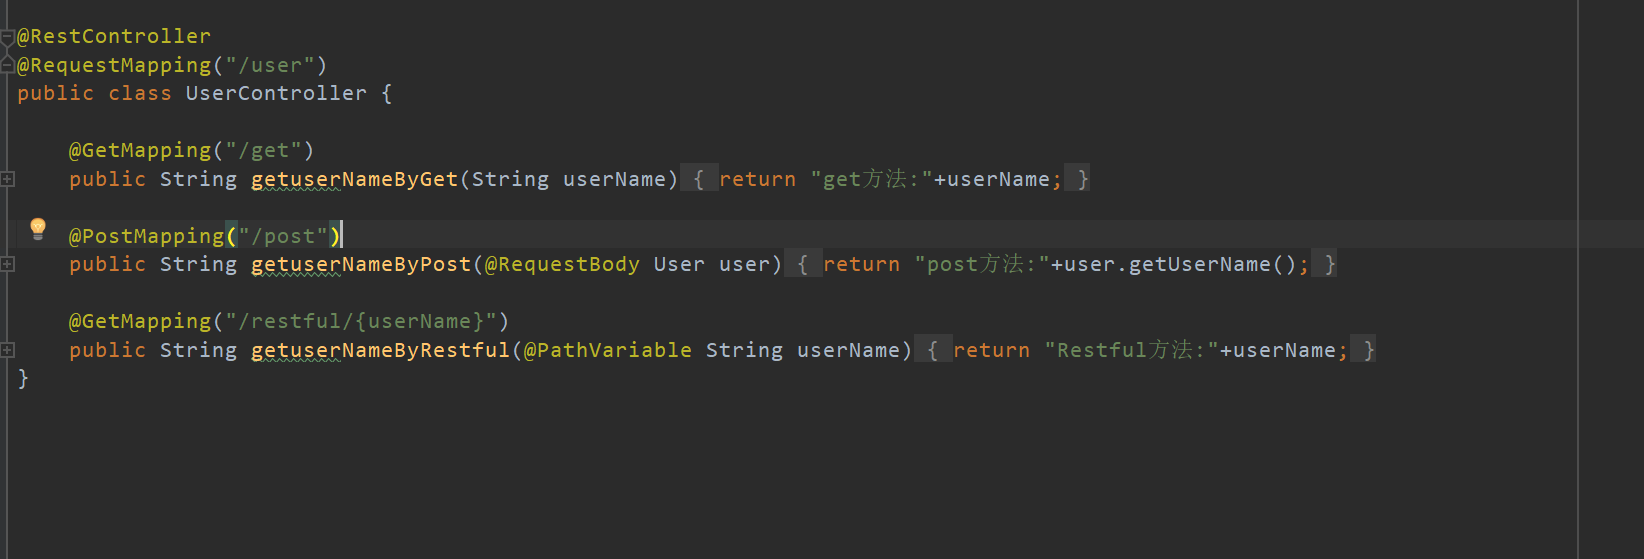 @RestController
@RequestMapping("/user")
public class UserController {
@GetMapping("/get")
public String getuserNameByGet(String userName) { return "get方法:"+userName; }
@PostMapping("/post")
public String getuserNameByPost(@RequestBody User user) { return "post方法:"+user.getUserName(); }
@GetMapping("/restful/{userName}")
public String getuserNameByRestful(@PathVariable String userName) { return "Restful方法:"+userName; }
}